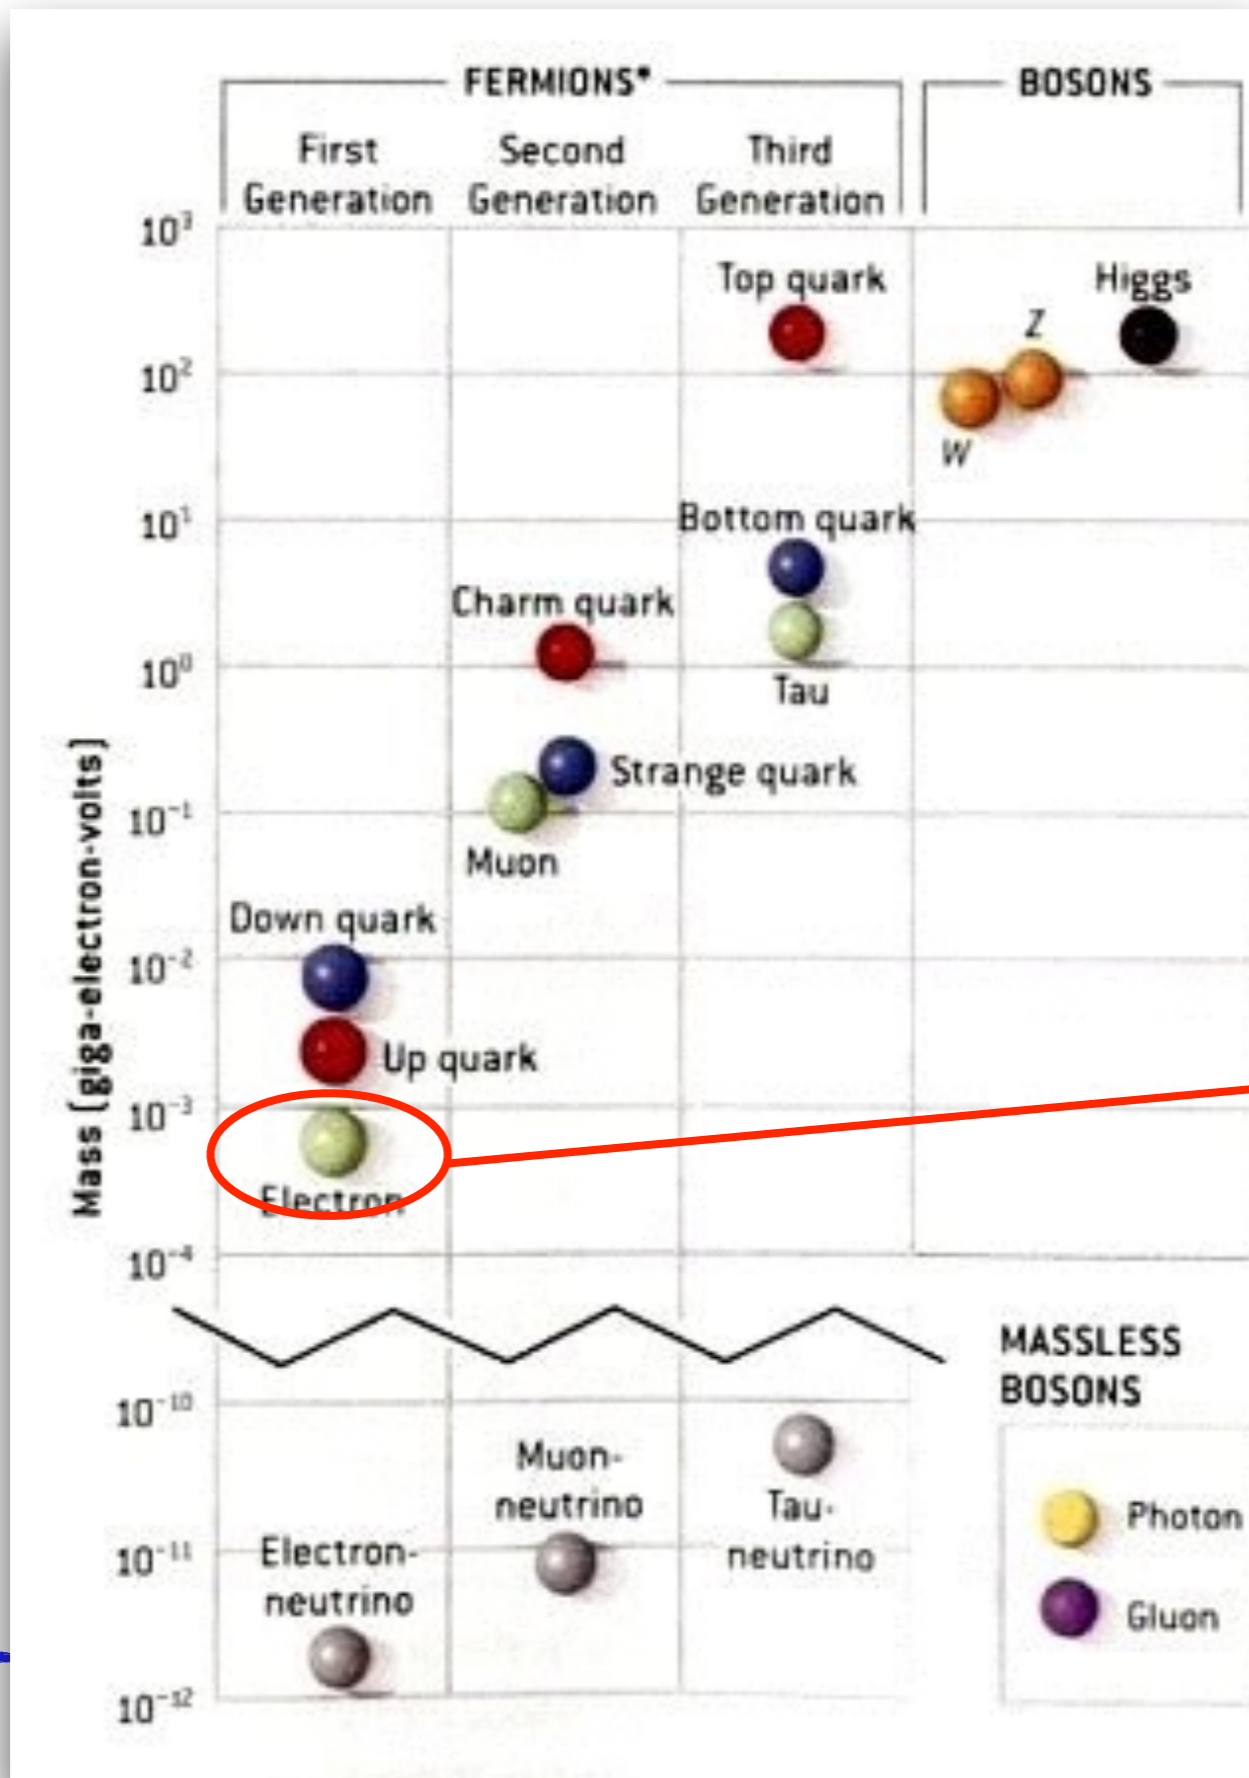 FERMIONS•
BOSONS
First
Generation
Second
Generation
Third
Generation
10³
Top quark
Higgs
Z
10²
W
10¹
Bottom quark
Charm quark
10⁰
Tau
Strange quark
10⁻¹
Muon
Down quark
10⁻²
Up quark
10⁻³
Electron
10⁻⁴
Mass (giga-electron-volts)
MASSLESS
BOSONS
10⁻¹⁰
Muon-
neutrino
Tau-
neutrino
Photon
10⁻¹¹
Electron-
neutrino
Gluon
10⁻¹²